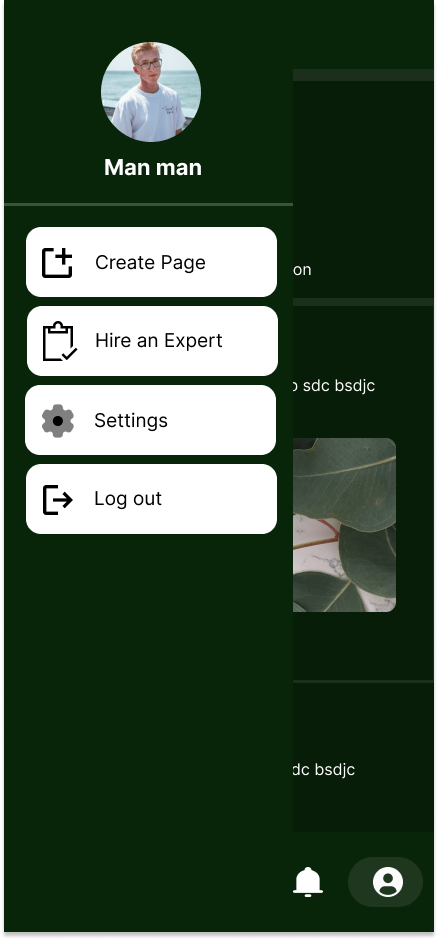 Man man
Create Page
on
Hire an Expert
sdc bsdjc
Settings
Log out
dc bsdjc